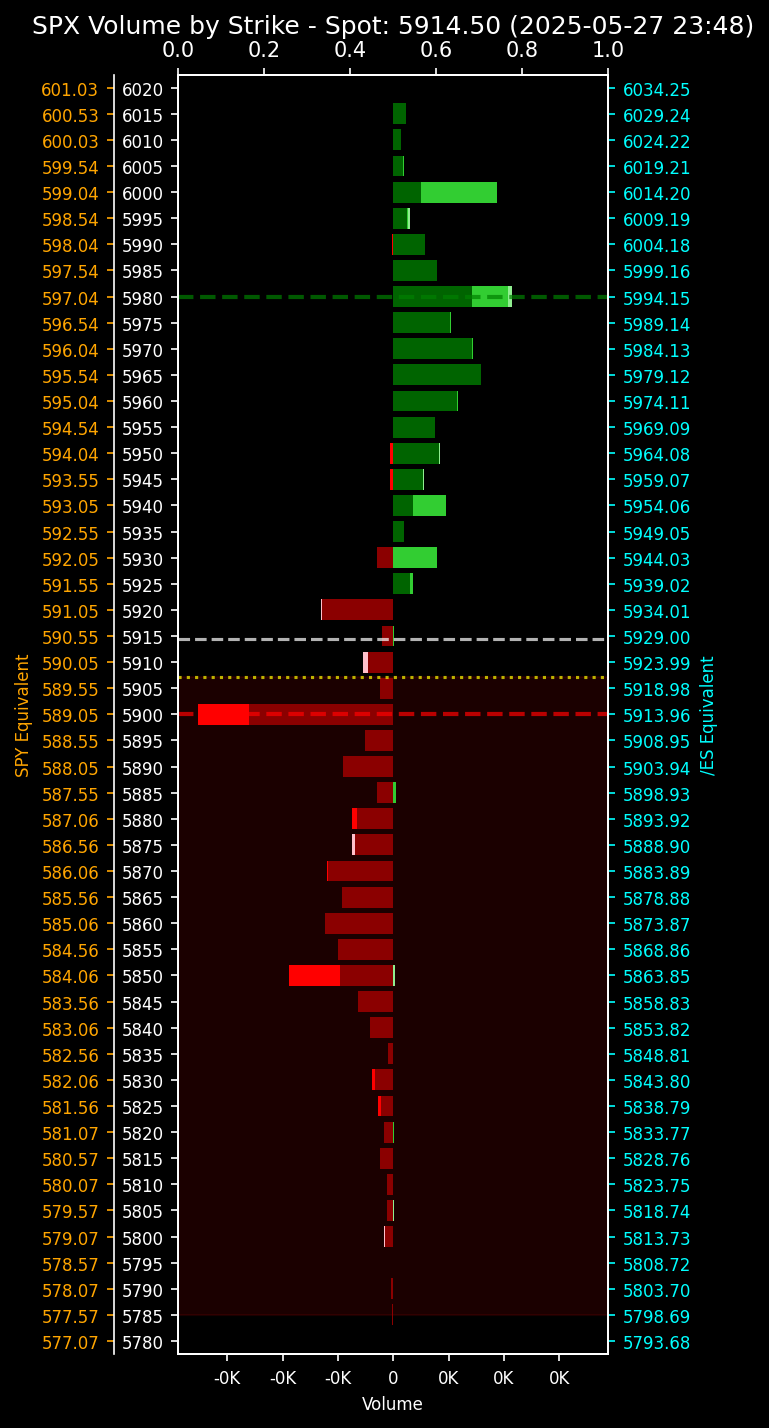 SPX Volume by Strike - Spot: 5914.50 (2025-05-27 23:48)
0.0 0.2 0.4 0.6 0.8 1.0
601.03 6020 6034.25
600.53 6015 6029.24
600.03 6010 6024.22
599.54 6005 6019.21
599.04 6000 6014.20
598.54 5995 6009.19
598.04 5990 6004.18
597.54 5985 5999.16
597.04 5980 5994.15
596.54 5975 5989.14
596.04 5970 5984.13
595.54 5965 5979.12
595.04 5960 5974.11
594.54 5955 5969.09
594.04 5950 5964.08
593.55 5945 5959.07
593.05 5940 5954.06
592.55 5935 5949.05
592.05 5930 5944.03
591.55 5925 5939.02
591.05 5920 5934.01
590.55 5915 5929.00
590.05 5910 5923.99
589.55 5905 5918.98
589.05 5900 5913.96
588.55 5895 5908.95
588.05 5890 5903.94
587.55 5885 5898.93
587.06 5880 5893.92
586.56 5875 5888.90
586.06 5870 5883.89
585.56 5865 5878.88
585.06 5860 5873.87
584.56 5855 5868.86
584.06 5850 5863.85
583.56 5845 5858.83
583.06 5840 5853.82
582.56 5835 5848.81
582.06 5830 5843.80
581.56 5825 5838.79
581.07 5820 5833.77
580.57 5815 5828.76
580.07 5810 5823.75
579.57 5805 5818.74
579.07 5800 5813.73
578.57 5795 5808.72
578.07 5790 5803.70
577.57 5785 5798.69
577.07 5780 5793.68
SPY Equivalent
/ES Equivalent
-0K -0K -0K 0 0K 0K 0K
Volume